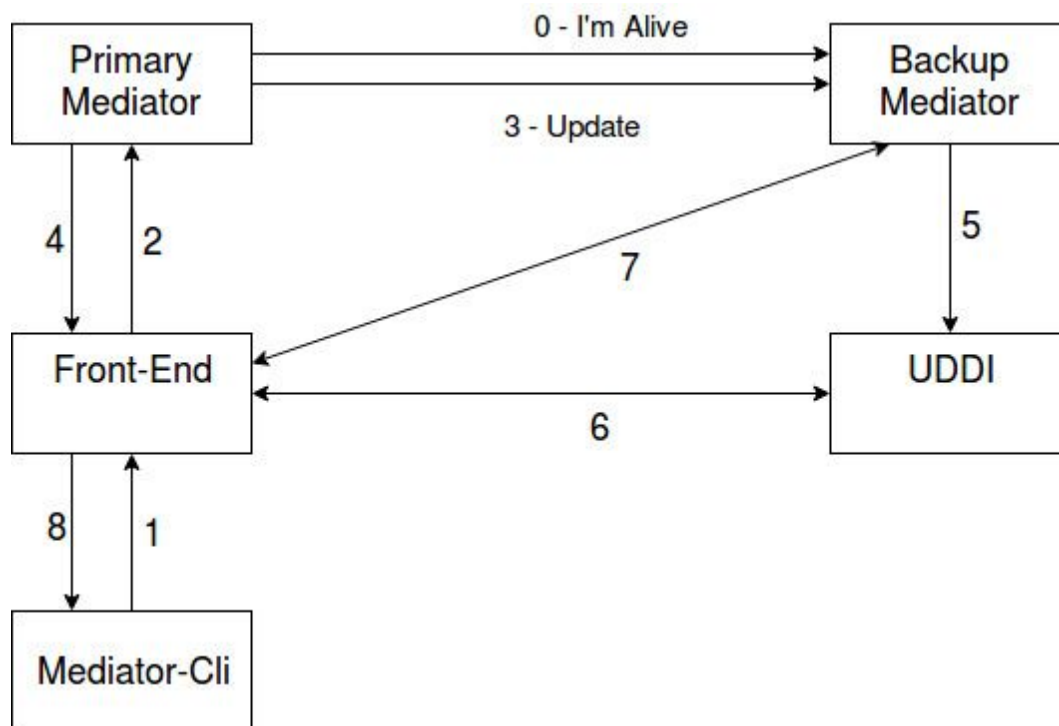 0 - I'm Alive
Primary
Mediator
Backup
Mediator
3 - Update
4
2
5
7
Front-End
UDDI
6
8
1
Mediator-Cli